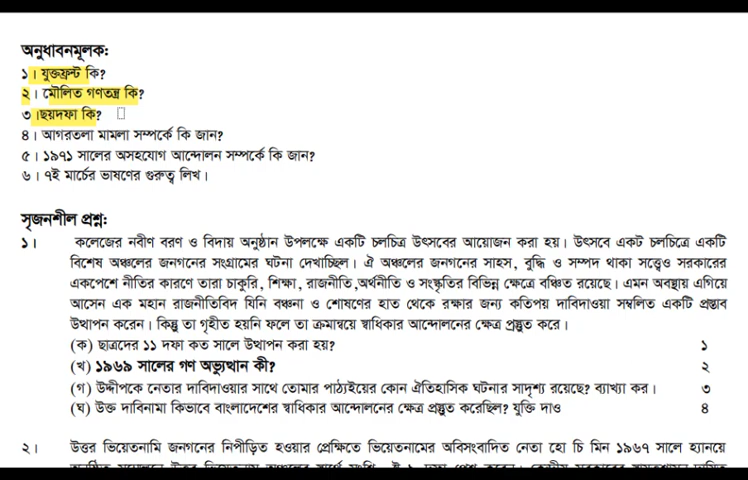 অনুধাবনমূলক:
১। যুক্তফ্রন্ট কি?
২। মৌলিত গণতন্ত্র কি?
৩।ছয়দফা কি?
৪। আগরতলা মামলা সম্পর্কে কি জান?
৫। ১৯৭১ সালের অসহযোগ আন্দোলন সম্পর্কে কি জান?
৬। ৭ই মার্চের ভাষণের গুরুত্ব লিখ।
সৃজনশীল প্রশ্ন:
১। কলেজের নবীণ বরণ ও বিদায় অনুষ্ঠান উপলক্ষে একটি চলচিত্র উৎসবের আয়োজন করা হয়। উৎসবে একট চলচিত্রে একটি
বিশেষ অঞ্চলের জনগনের সংগ্রামের ঘটনা দেখাচ্ছিল। ঐ অঞ্চলের জনগনের সাহস, বুদ্ধি ও সম্পদ থাকা সত্ত্বেও সরকারের
একপেশে নীতির কারণে তারা চাকুরি, শিক্ষা, রাজনীতি,অর্থনীতি ও সংস্কৃতির বিভিন্ন ক্ষেত্রে বঞ্চিত রয়েছে। এমন অবস্থায় এগিয়ে
আসেন এক মহান রাজনীতিবিদ যিনি বঞ্চনা ও শোষণের হাত থেকে রক্ষার জন্য কতিপয় দাবিদাওয়া সম্বলিত একটি প্রস্তাব
উত্থাপন করেন। কিন্তু তা গৃহীত হয়নি ফলে তা ক্রমান্বয়ে স্বাধিকার আন্দোলনের ক্ষেত্র প্রস্তুত করে।
(ক) ছাত্রদের ১১ দফা কত সালে উত্থাপন করা হয়? ১
(খ) ১৯৬৯ সালের গণ অভ্যুত্থান কী? ২
(গ) উদ্দীপকে নেতার দাবিদাওয়ার সাথে তোমার পাঠ্যইয়ের কোন ঐতিহাসিক ঘটনার সাদৃশ্য রয়েছে? ব্যাখ্যা কর। ৩
(ঘ) উক্ত দাবিনামা কিভাবে বাংলাদেশের স্বাধিকার আন্দোলনের ক্ষেত্র প্রস্তুত করেছিল? যুক্তি দাও ৪
২। উত্তর ভিয়েতনামি জনগনের নিপীড়িত হওয়ার প্রেক্ষিতে ভিয়েতনামের অবিসংবাদিত নেতা হো চি মিন ১৯৬৭ সালে হ্যানয়ে